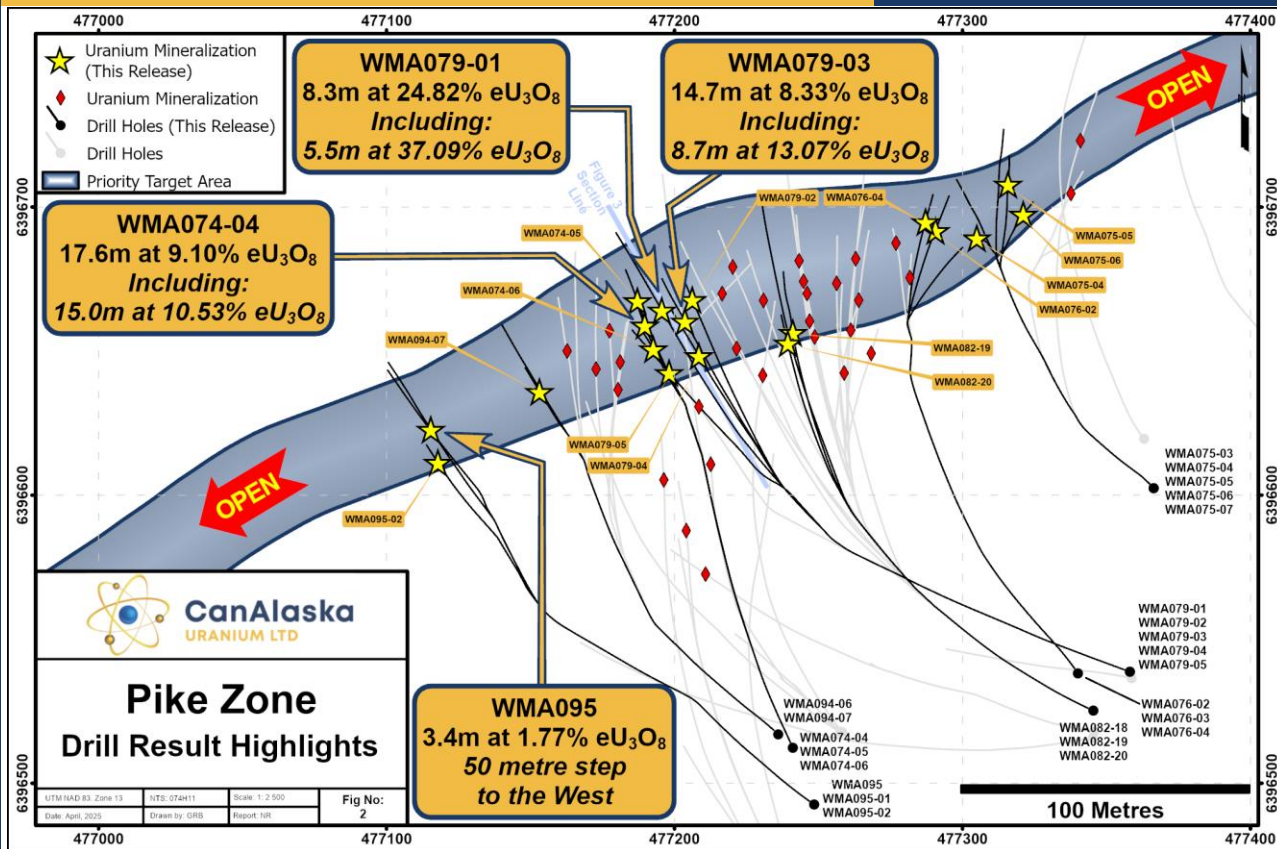 477000
477100
477200
477300
477400
Uranium Mineralization
(This Release)
Uranium Mineralization
Drill Holes (This Release)
Drill Holes
Priority Target Area
WMA079-01
8.3m at 24.82% eU₃O₈
Including:
5.5m at 37.09% eU₃O₈
WMA079-03
14.7m at 8.33% eU₃O₈
Including:
8.7m at 13.07% eU₃O₈
OPEN
6396700
6396700
WMA074-04
17.6m at 9.10% eU₃O₈
Including:
15.0m at 10.53% eU₃O₈
Figure 3
Section
Line
WMA079-02
WMA076-04
WMA074-05
WMA075-05
WMA075-06
WMA075-04
WMA076-02
WMA074-06
WMA094-07
WMA082-19
WMA082-20
WMA079-05
WMA079-04
WMA095-02
OPEN
6396600
6396600
WMA075-03
WMA075-04
WMA075-05
WMA075-06
WMA075-07
WMA079-01
WMA079-02
WMA079-03
WMA079-04
WMA079-05
WMA076-02
WMA076-03
WMA076-04
WMA082-18
WMA082-19
WMA082-20
WMA094-06
WMA094-07
WMA074-04
WMA074-05
WMA074-06
WMA095
WMA095-01
WMA095-02
WMA095
3.4m at 1.77% eU₃O₈
50 metre step
to the West
CanAlaska
URANIUM LTD
Pike Zone
Drill Result Highlights
UTM NAD 83. Zone 13
NTS: 074H11
Scale: 1: 2 500
Fig No:
2
Date: April, 2025
Drawn by: GRB
Report: NR
6396500
6396500
100 Metres
477000
477100
477200
477300
477400